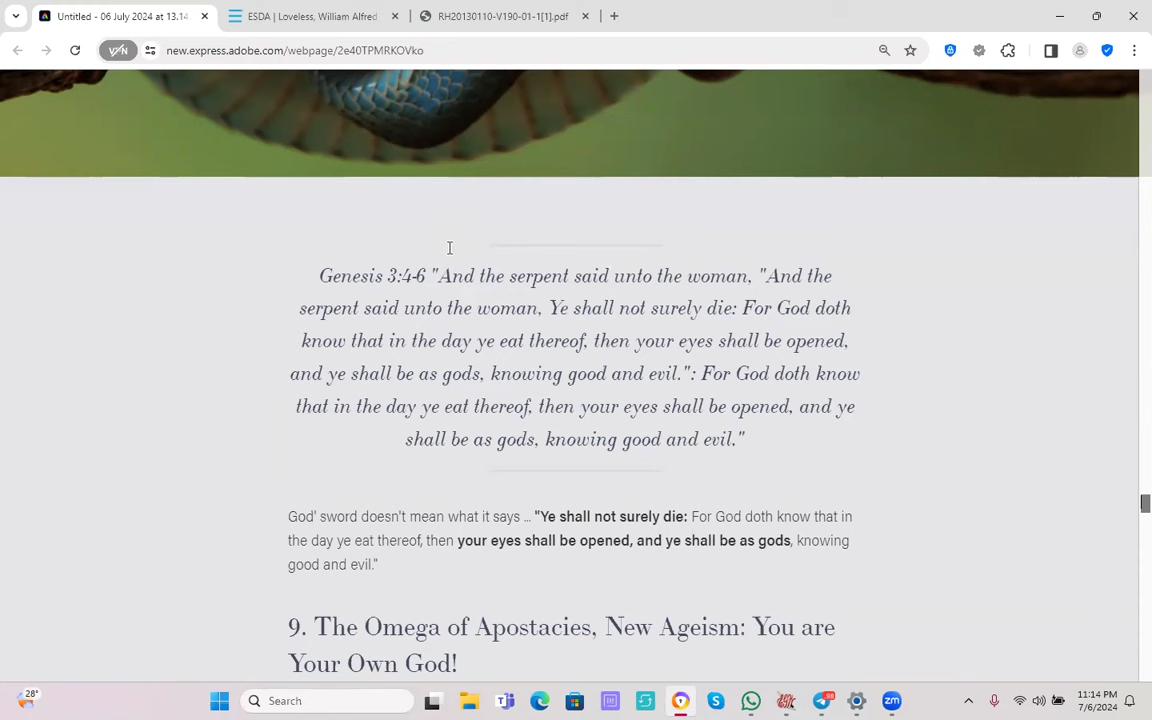 Untitled - 06 July 2024 at 13.14
ESDA | Loveless, William Alfred
RH20130110-V190-01-1[1].pdf
new.express.adobe.com/webpage/2e40TPMRKOVko
Genesis 3:4-6 "And the serpent said unto the woman, "And the
serpent said unto the woman, Ye shall not surely die: For God doth
know that in the day ye eat thereof, then your eyes shall be opened,
and ye shall be as gods, knowing good and evil.": For God doth know
that in the day ye eat thereof, then your eyes shall be opened, and ye
shall be as gods, knowing good and evil."
God' sword doesn't mean what it says ... "Ye shall not surely die: For God doth know that in
the day ye eat thereof, then your eyes shall be opened, and ye shall be as gods, knowing
good and evil."
9. The Omega of Apostacies, New Ageism: You are
Your Own God!
28°
Search
98
zm
11:14 PM
7/6/2024